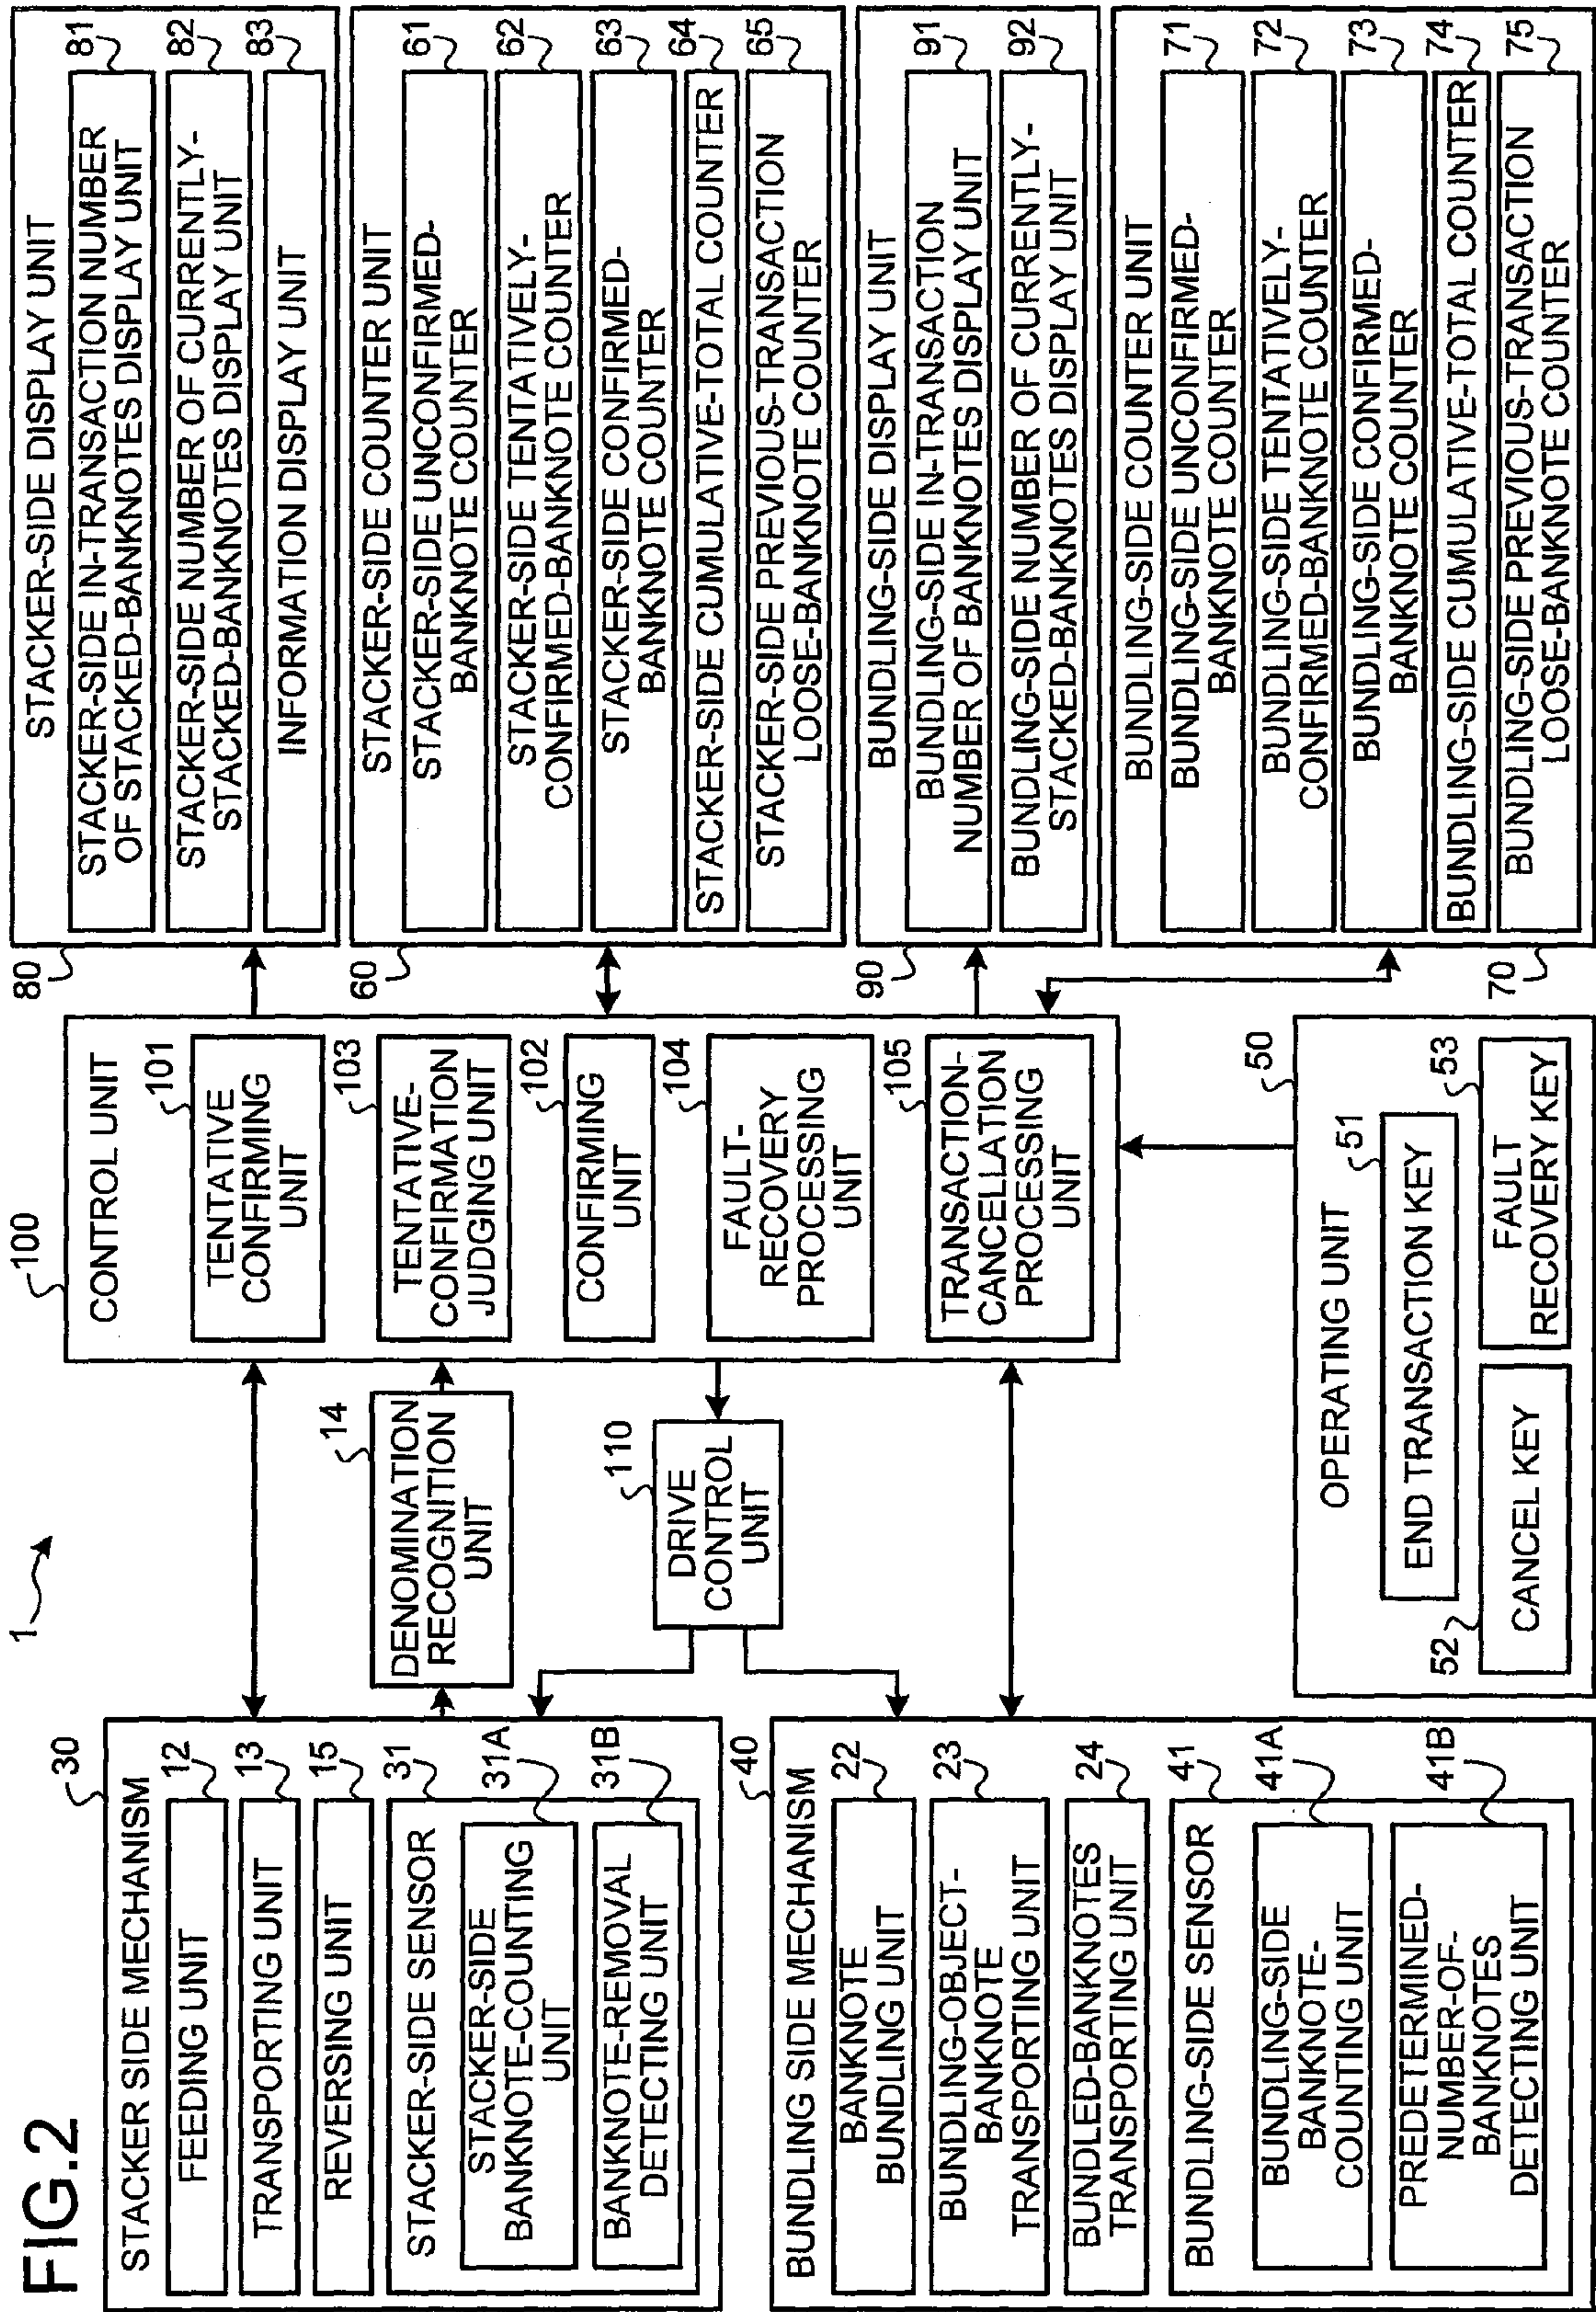 FIG.2
1
30
STACKER SIDE MECHANISM
12
FEEDING UNIT
13
TRANSPORTING UNIT
15
REVERSING UNIT
31
STACKER-SIDE SENSOR
31A
STACKER-SIDE
BANKNOTE-COUNTING
UNIT
31B
BANKNOTE-REMOVAL
DETECTING UNIT
40
BUNDLING SIDE MECHANISM
22
BANKNOTE
BUNDLING UNIT
23
BUNDLING-OBJECT-
BANKNOTE
TRANSPORTING UNIT
24
BUNDLED-BANKNOTES
TRANSPORTING UNIT
41
BUNDLING-SIDE SENSOR
41A
BUNDLING-SIDE
BANKNOTE-
COUNTING UNIT
41B
PREDETERMINED-
NUMBER-OF-
BANKNOTES
DETECTING UNIT
14
DENOMINATION
RECOGNITION
UNIT
110
DRIVE
CONTROL
UNIT
100
CONTROL UNIT
101
TENTATIVE
CONFIRMING
UNIT
103
TENTATIVE-
CONFIRMATION
JUDGING UNIT
102
CONFIRMING
UNIT
104
FAULT-
RECOVERY
PROCESSING
UNIT
105
TRANSACTION-
CANCELLATION
PROCESSING
UNIT
50
OPERATING UNIT
51
END TRANSACTION KEY
52
CANCEL KEY
53
FAULT
RECOVERY KEY
80
STACKER-SIDE DISPLAY UNIT
81
STACKER-SIDE IN-TRANSACTION NUMBER
OF STACKED-BANKNOTES DISPLAY UNIT
82
STACKER-SIDE NUMBER OF CURRENTLY-
STACKED-BANKNOTES DISPLAY UNIT
83
INFORMATION DISPLAY UNIT
60
STACKER-SIDE COUNTER UNIT
61
STACKER-SIDE UNCONFIRMED-
BANKNOTE COUNTER
62
STACKER-SIDE TENTATIVELY-
CONFIRMED-BANKNOTE COUNTER
63
STACKER-SIDE CONFIRMED-
BANKNOTE COUNTER
64
STACKER-SIDE CUMULATIVE-TOTAL COUNTER
65
STACKER-SIDE PREVIOUS-TRANSACTION
LOOSE-BANKNOTE COUNTER
90
BUNDLING-SIDE DISPLAY UNIT
91
BUNDLING-SIDE IN-TRANSACTION
NUMBER OF BANKNOTES DISPLAY UNIT
92
BUNDLING-SIDE NUMBER OF CURRENTLY-
STACKED-BANKNOTES DISPLAY UNIT
70
BUNDLING-SIDE COUNTER UNIT
71
BUNDLING-SIDE UNCONFIRMED-
BANKNOTE COUNTER
72
BUNDLING-SIDE TENTATIVELY-
CONFIRMED-BANKNOTE COUNTER
73
BUNDLING-SIDE CONFIRMED-
BANKNOTE COUNTER
74
BUNDLING-SIDE CUMULATIVE-TOTAL COUNTER
75
BUNDLING-SIDE PREVIOUS-TRANSACTION
LOOSE-BANKNOTE COUNTER